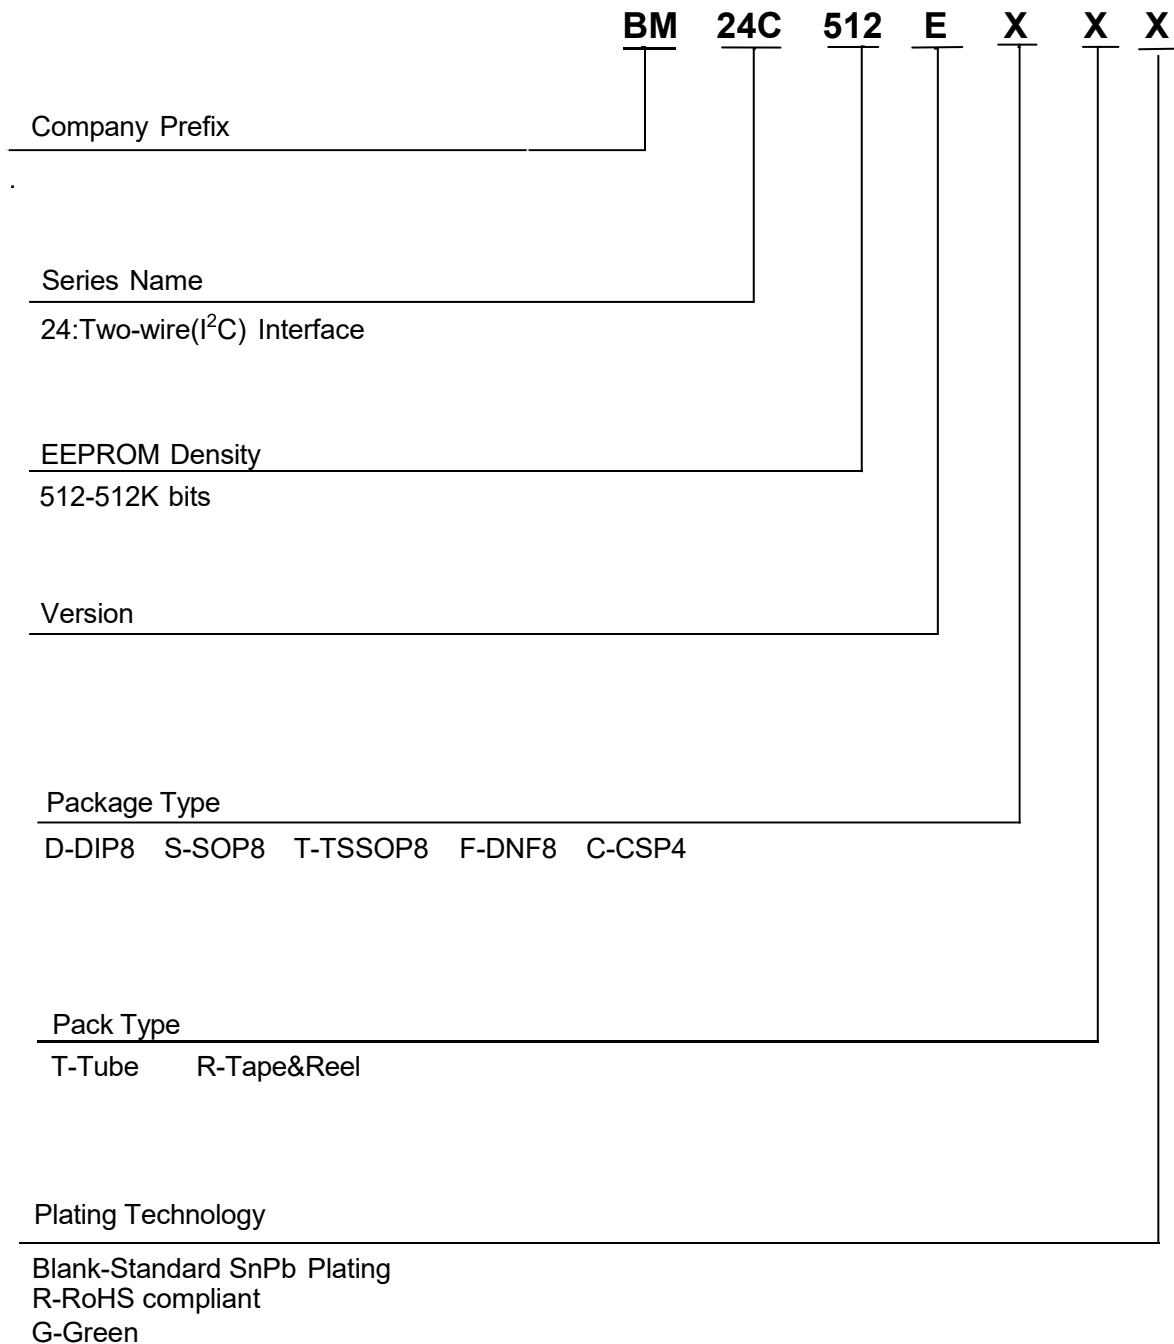 BM 24C 512 E X X X
Company Prefix
.
Series Name
24:Two-wire(I²C) Interface
EEPROM Density
512-512K bits
Version
Package Type
D-DIP8 S-SOP8 T-TSSOP8 F-DNF8 C-CSP4
Pack Type
T-Tube R-Tape&Reel
Plating Technology
Blank-Standard SnPb Plating
R-RoHS compliant
G-Green